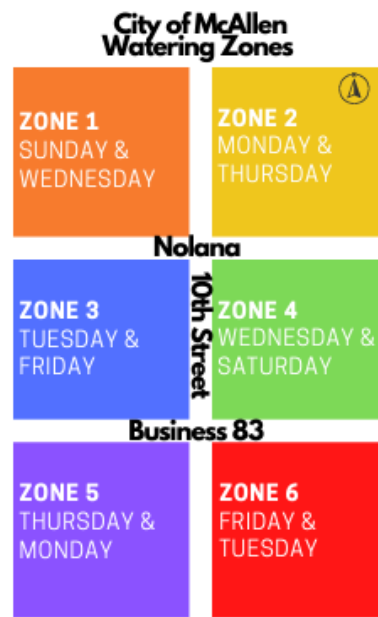 City of McAllen
Watering Zones
ZONE 1
SUNDAY &
WEDNESDAY
ZONE 2
MONDAY &
THURSDAY
Nolana
10th Street
ZONE 3
TUESDAY &
FRIDAY
ZONE 4
WEDNESDAY &
SATURDAY
Business 83
ZONE 5
THURSDAY &
MONDAY
ZONE 6
FRIDAY &
TUESDAY